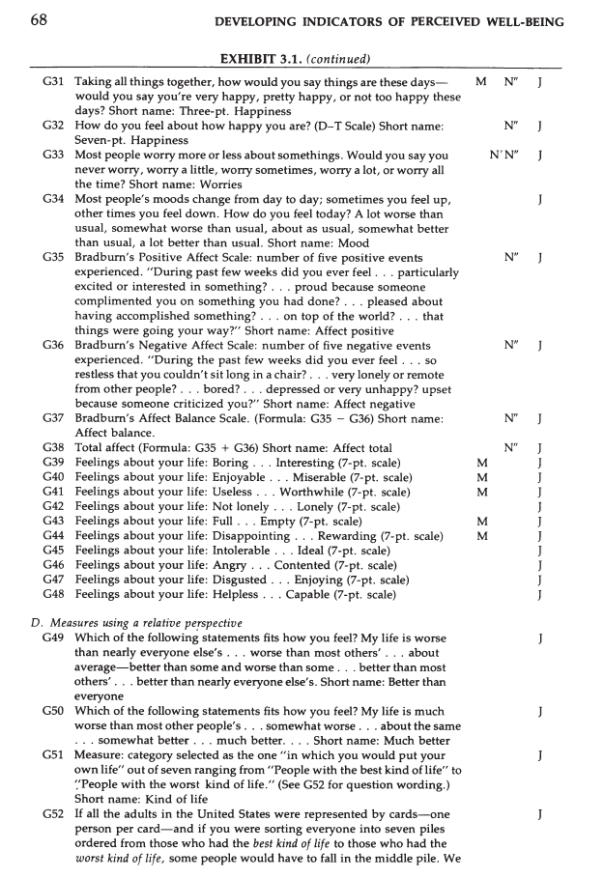 68 DEVELOPING INDICATORS OF PERCEIVED WELL-BEING
EXHIBIT 3.1. (continued)
G31 Taking all things together, how would you say things are these days— M N″ J
would you say you're very happy, pretty happy, or not too happy these
days? Short name: Three-pt. Happiness
G32 How do you feel about how happy you are? (D–T Scale) Short name: N″ J
Seven-pt. Happiness
G33 Most people worry more or less about somethings. Would you say you N′N″ J
never worry, worry a little, worry sometimes, worry a lot, or worry all
the time? Short name: Worries
G34 Most people's moods change from day to day; sometimes you feel up, J
other times you feel down. How do you feel today? A lot worse than
usual, somewhat worse than usual, about as usual, somewhat better
than usual, a lot better than usual. Short name: Mood
G35 Bradburn's Positive Affect Scale: number of five positive events N″ J
experienced. "During past few weeks did you ever feel . . . particularly
excited or interested in something? . . . proud because someone
complimented you on something you had done? . . . pleased about
having accomplished something? . . . on top of the world? . . . that
things were going your way?" Short name: Affect positive
G36 Bradburn's Negative Affect Scale: number of five negative events N″ J
experienced. "During the past few weeks did you ever feel . . . so
restless that you couldn't sit long in a chair? . . . very lonely or remote
from other people? . . . bored? . . . depressed or very unhappy? upset
because someone criticized you?" Short name: Affect negative
G37 Bradburn's Affect Balance Scale. (Formula: G35 − G36) Short name: N″ J
Affect balance.
G38 Total affect (Formula: G35 + G36) Short name: Affect total N″ J
G39 Feelings about your life: Boring . . . Interesting (7-pt. scale) M J
G40 Feelings about your life: Enjoyable . . . Miserable (7-pt. scale) M J
G41 Feelings about your life: Useless . . . Worthwhile (7-pt. scale) M J
G42 Feelings about your life: Not lonely . . . Lonely (7-pt. scale) J
G43 Feelings about your life: Full . . . Empty (7-pt. scale) M J
G44 Feelings about your life: Disappointing . . . Rewarding (7-pt. scale) M J
G45 Feelings about your life: Intolerable . . . Ideal (7-pt. scale) J
G46 Feelings about your life: Angry . . . Contented (7-pt. scale) J
G47 Feelings about your life: Disgusted . . . Enjoying (7-pt. scale) J
G48 Feelings about your life: Helpless . . . Capable (7-pt. scale) J
D. Measures using a relative perspective
G49 Which of the following statements fits how you feel? My life is worse J
than nearly everyone else's . . . worse than most others' . . . about
average—better than some and worse than some . . . better than most
others' . . . better than nearly everyone else's. Short name: Better than
everyone
G50 Which of the following statements fits how you feel? My life is much J
worse than most other people's . . . somewhat worse . . . about the same
. . . somewhat better . . . much better. . . . Short name: Much better
G51 Measure: category selected as the one "in which you would put your J
own life" out of seven ranging from "People with the best kind of life" to
"People with the worst kind of life." (See G52 for question wording.)
Short name: Kind of life
G52 If all the adults in the United States were represented by cards—one J
person per card—and if you were sorting everyone into seven piles
ordered from those who had the best kind of life to those who had the
worst kind of life, some people would have to fall in the middle pile. We